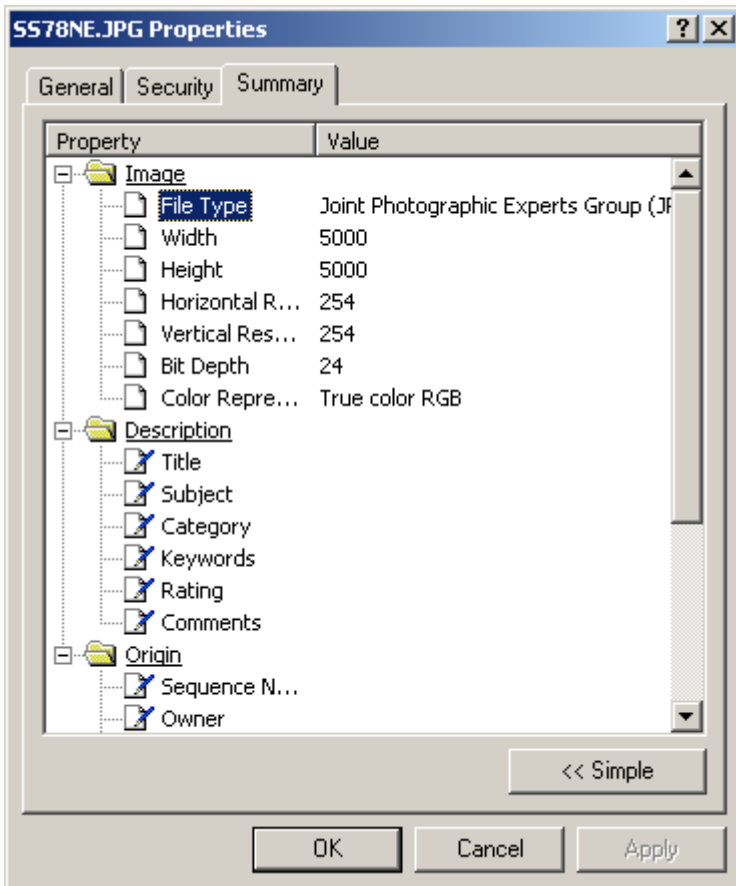 SS78NE.JPG Properties
General Security Summary
Property Value
Image
File Type Joint Photographic Experts Group (JP
Width 5000
Height 5000
Horizontal R... 254
Vertical Res... 254
Bit Depth 24
Color Repre... True color RGB
Description
Title
Subject
Category
Keywords
Rating
Comments
Origin
Sequence N...
Owner
<< Simple
OK Cancel Apply